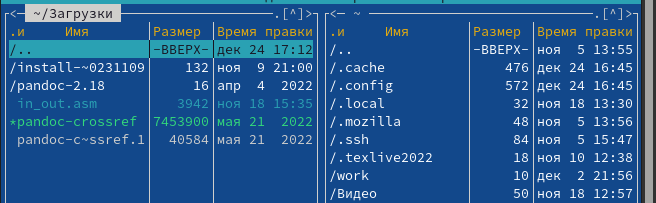 <— ~/Загрузки .[^]>
.и Имя Размер Время правки
/.. -ВВЕРХ- дек 24 17:12
/install-~0231109 132 ноя 9 21:00
/pandoc-2.18 16 апр 4 2022
in_out.asm 3942 ноя 18 15:35
*pandoc-crossref 7453900 мая 21 2022
pandoc-c~ssref.1 40584 мая 21 2022
<— ~ .[^]>
.и Имя Размер Время правки
/.. -ВВЕРХ- ноя 5 13:55
/.cache 476 дек 24 16:45
/.config 572 дек 24 16:45
/.local 32 ноя 18 13:30
/.mozilla 48 ноя 5 13:56
/.ssh 84 ноя 5 15:47
/.texlive2022 18 ноя 10 12:38
/work 10 дек 2 21:56
/Видео 50 ноя 18 12:57